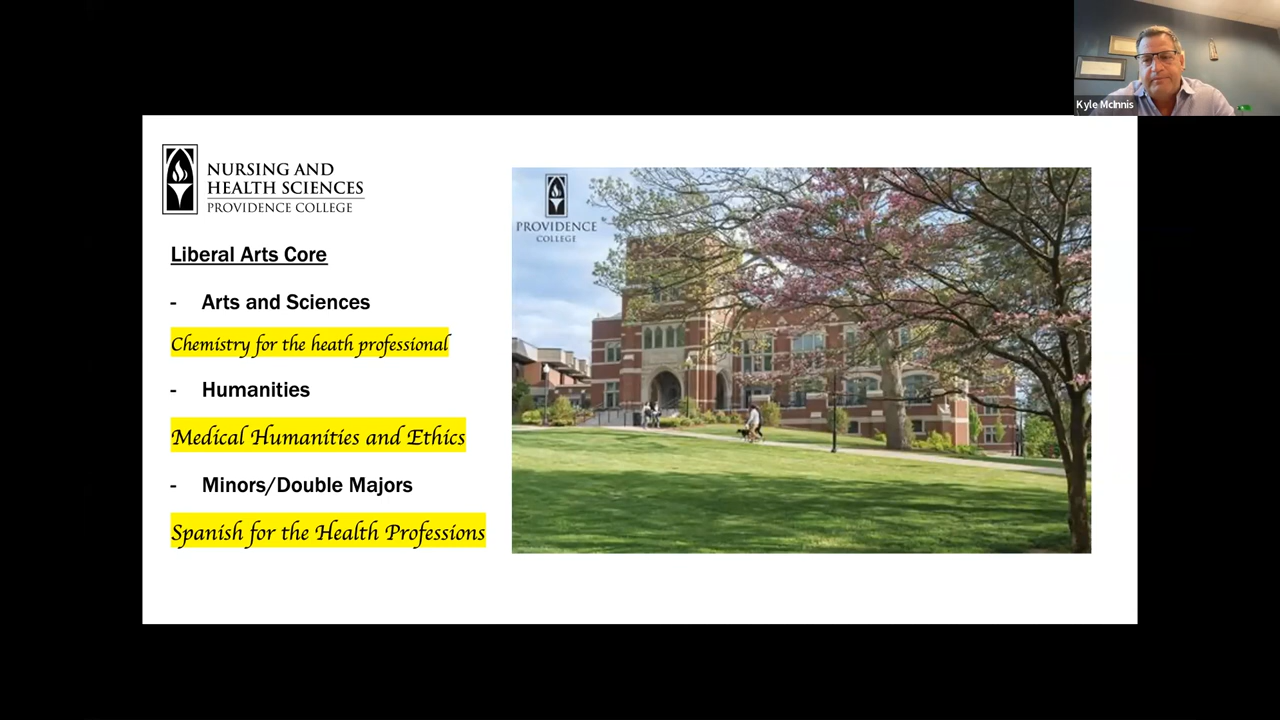 Kyle McInnis
NURSING AND
HEALTH SCIENCES
PROVIDENCE COLLEGE
Liberal Arts Core
- Arts and Sciences
Chemistry for the heath professional
- Humanities
Medical Humanities and Ethics
- Minors/Double Majors
Spanish for the Health Professions
PROVIDENCE
COLLEGE